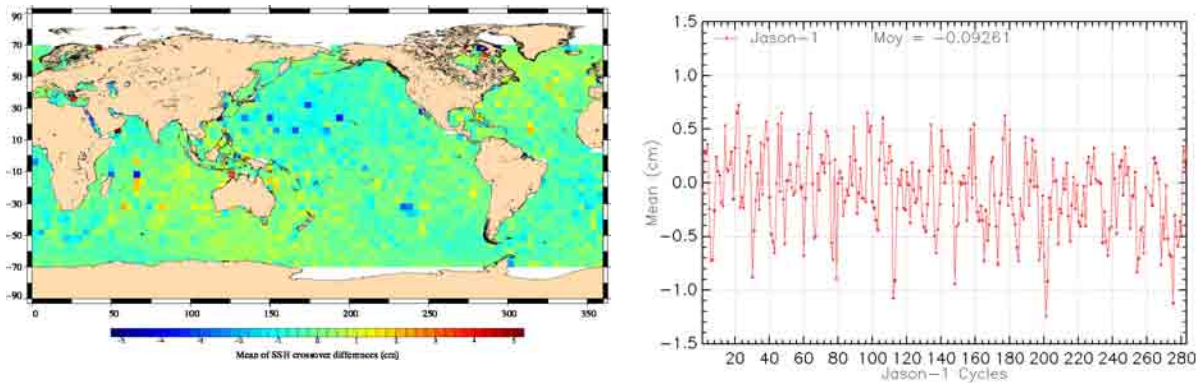 90
70
50
30
10
−10
−30
−50
−70
−90
0 50 100 150 200 250 300 350
Mean of SSH crossover differences (cm)
Jason−1 Moy = −0.09261
1.5
1.0
0.5
0.0
−0.5
−1.0
−1.5
Mean (cm)
20 40 60 80 100 120 140 160 180 200 220 240 260 280
Jason−1 Cycles